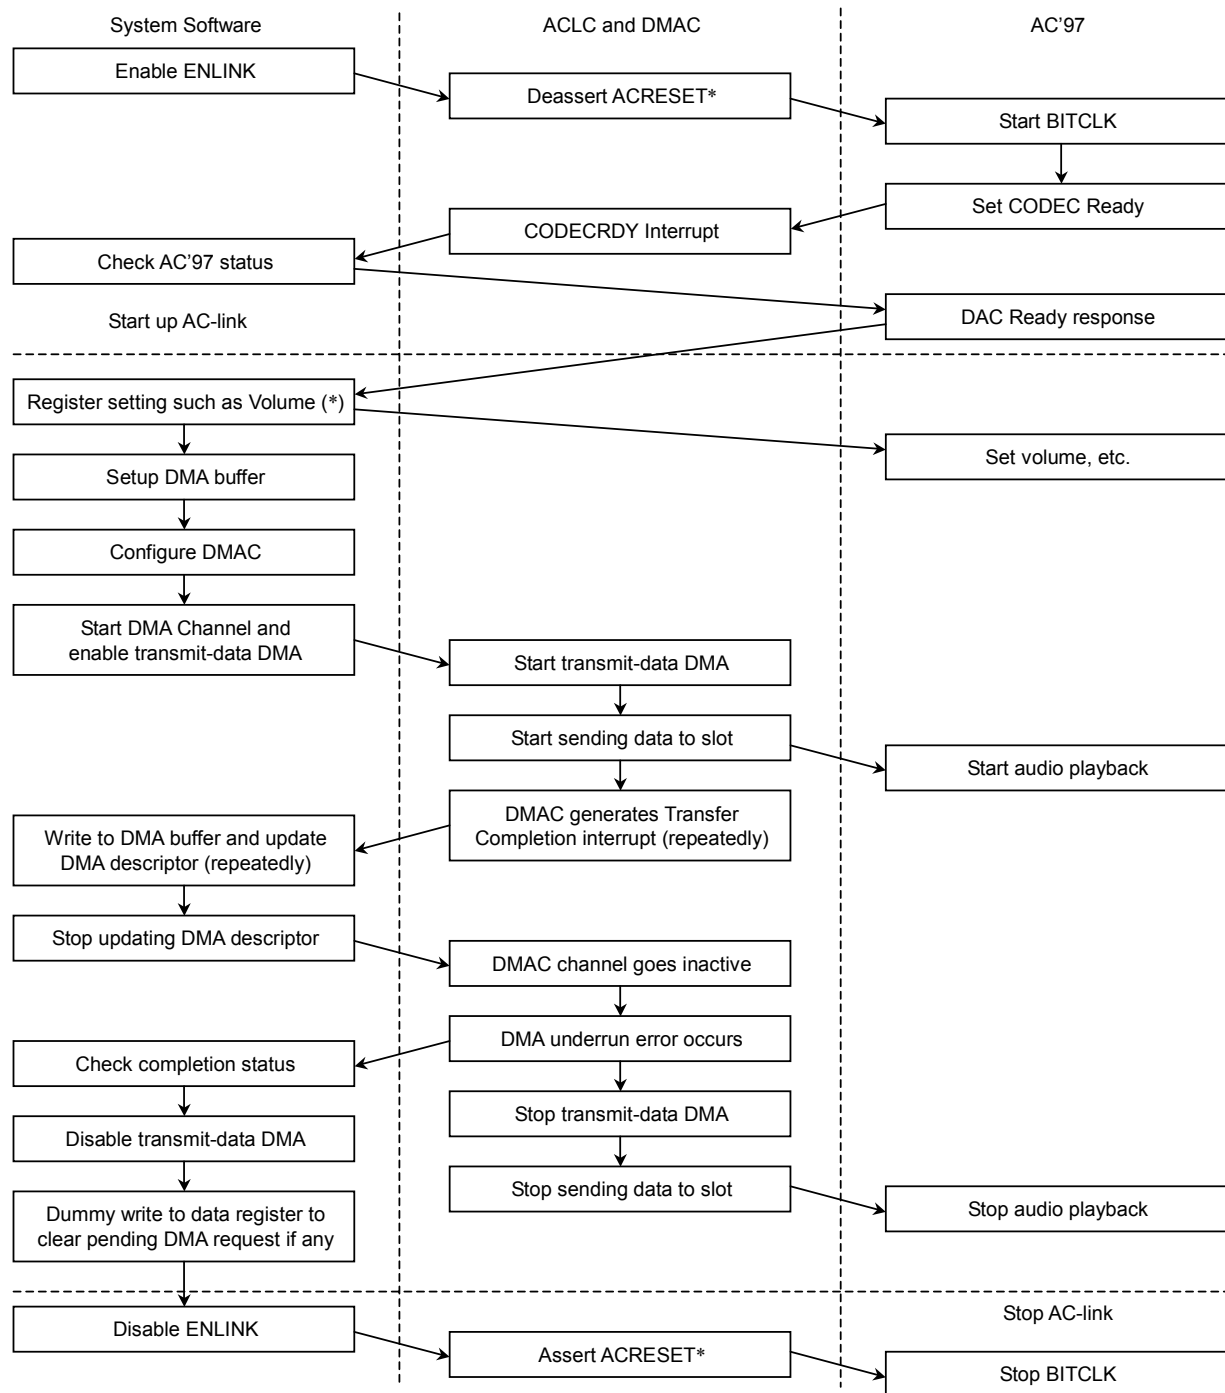 System Software
ACLC and DMAC
AC’97
Enable ENLINK
Deassert ACRESET*
Start BITCLK
Set CODEC Ready
CODECRDY Interrupt
Check AC’97 status
DAC Ready response
Start up AC-link
Register setting such as Volume (*)
Set volume, etc.
Setup DMA buffer
Configure DMAC
Start DMA Channel and
enable transmit-data DMA
Start transmit-data DMA
Start sending data to slot
Start audio playback
DMAC generates Transfer
Completion interrupt (repeatedly)
Write to DMA buffer and update
DMA descriptor (repeatedly)
Stop updating DMA descriptor
DMAC channel goes inactive
DMA underrun error occurs
Check completion status
Stop transmit-data DMA
Disable transmit-data DMA
Stop sending data to slot
Stop audio playback
Dummy write to data register to
clear pending DMA request if any
Stop AC-link
Disable ENLINK
Assert ACRESET*
Stop BITCLK